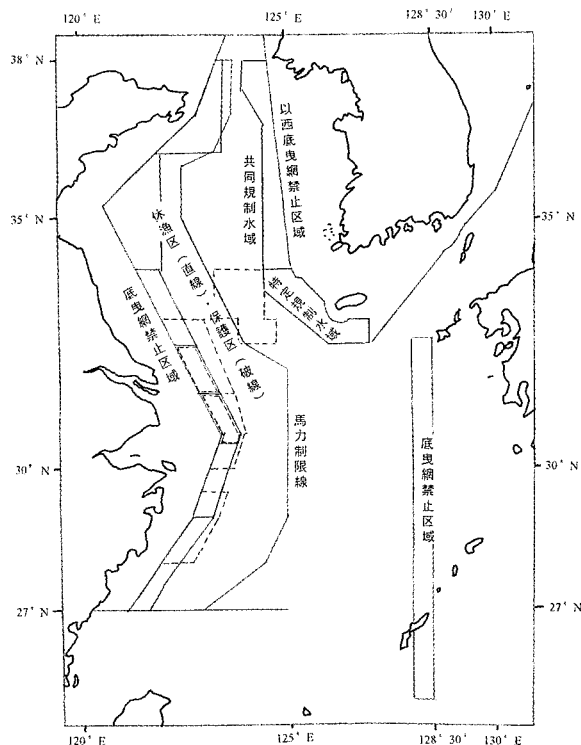 120° E
125° E
128° 30'
130° E
38° N
35° N
30° N
27° N
以西底曳網禁止区域
共同規制水域
休漁区（直線）
保護区（破線）
底曳網禁止区域
特定規制水域
馬力制限線
底曳網禁止区域
35° N
30° N
27° N
120° E
125° E
128° 30'
130° E